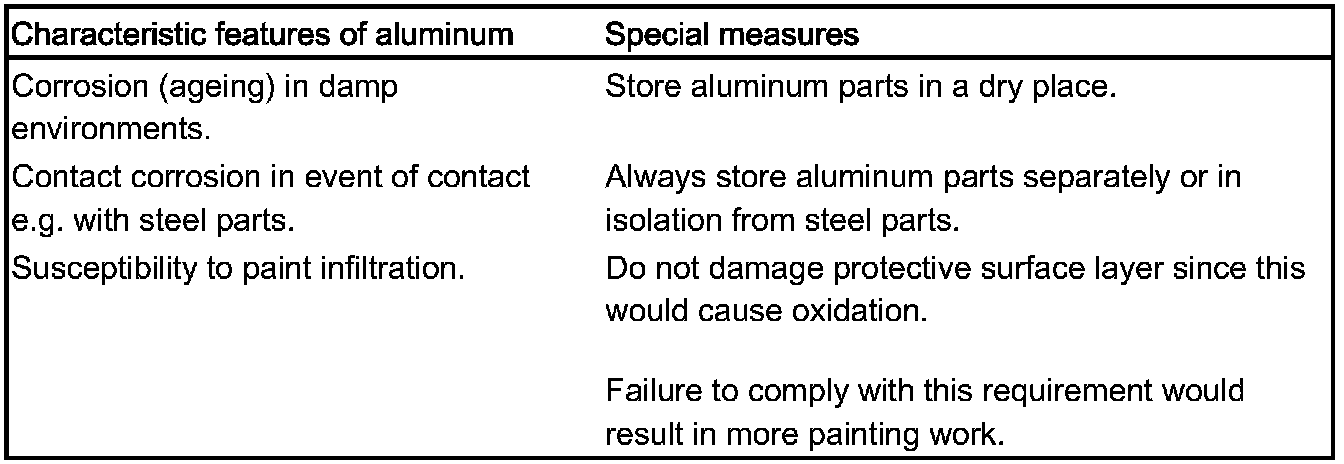 Characteristic features of aluminum
Special measures
Corrosion (ageing) in damp
environments.
Store aluminum parts in a dry place.
Contact corrosion in event of contact
e.g. with steel parts.
Always store aluminum parts separately or in
isolation from steel parts.
Susceptibility to paint infiltration.
Do not damage protective surface layer since this
would cause oxidation.
Failure to comply with this requirement would
result in more painting work.